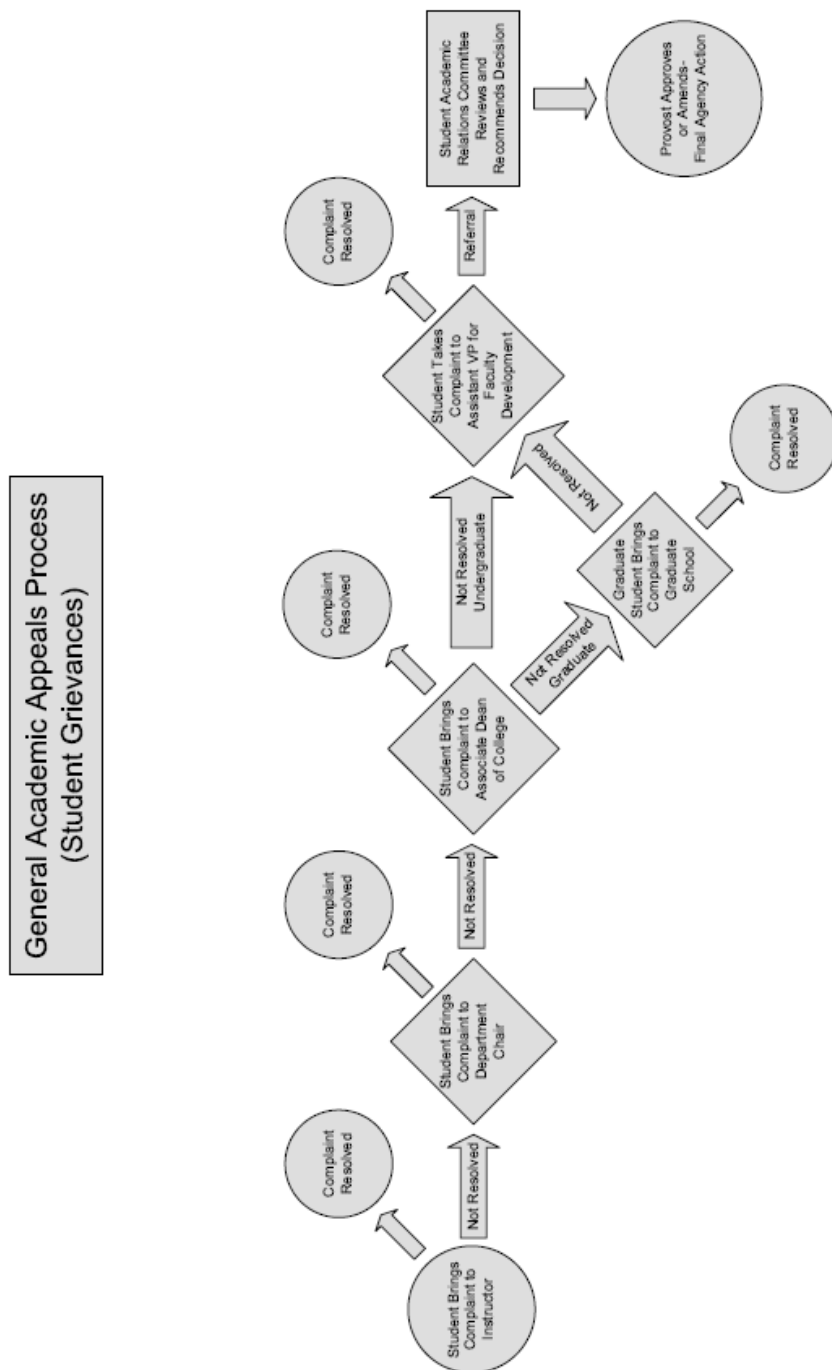 General Academic Appeals Process
(Student Grievances)
Student Brings
Complaint to
Instructor
Complaint
Resolved
Not Resolved
Student Brings
Complaint to
Department
Chair
Complaint
Resolved
Not Resolved
Student Brings
Complaint to
Associate Dean
of College
Complaint
Resolved
Not Resolved
Undergraduate
Not Resolved
Graduate
Graduate
Student Brings
Complaint to
Graduate
School
Complaint
Resolved
Not Resolved
Student Takes
Complaint to
Assistant VP for
Faculty
Development
Complaint
Resolved
Referral
Student Academic
Relations Committee
Reviews and
Recommends Decision
Provost Approves
or Amends-
Final Agency Action